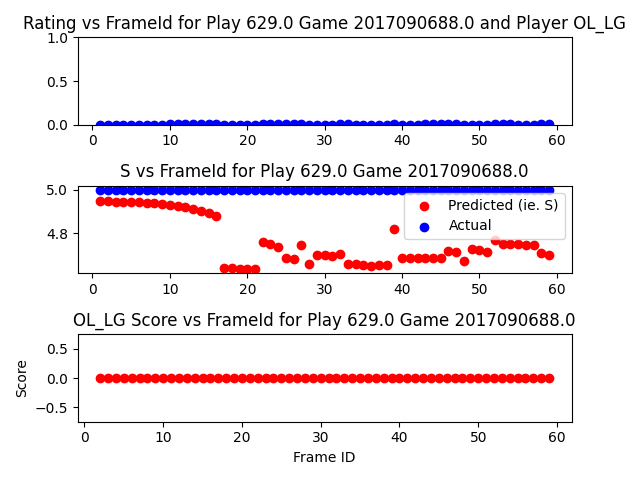 Rating vs FrameId for Play 629.0 Game 2017090688.0 and Player OL_LG
1.0
0.5
0.0
0 10 20 30 40 50 60
S vs FrameId for Play 629.0 Game 2017090688.0
5.0
4.8
Predicted (ie. S)
Actual
0 10 20 30 40 50 60
OL_LG Score vs FrameId for Play 629.0 Game 2017090688.0
Score
0.5
0.0
−0.5
0 10 20 30 40 50 60
Frame ID